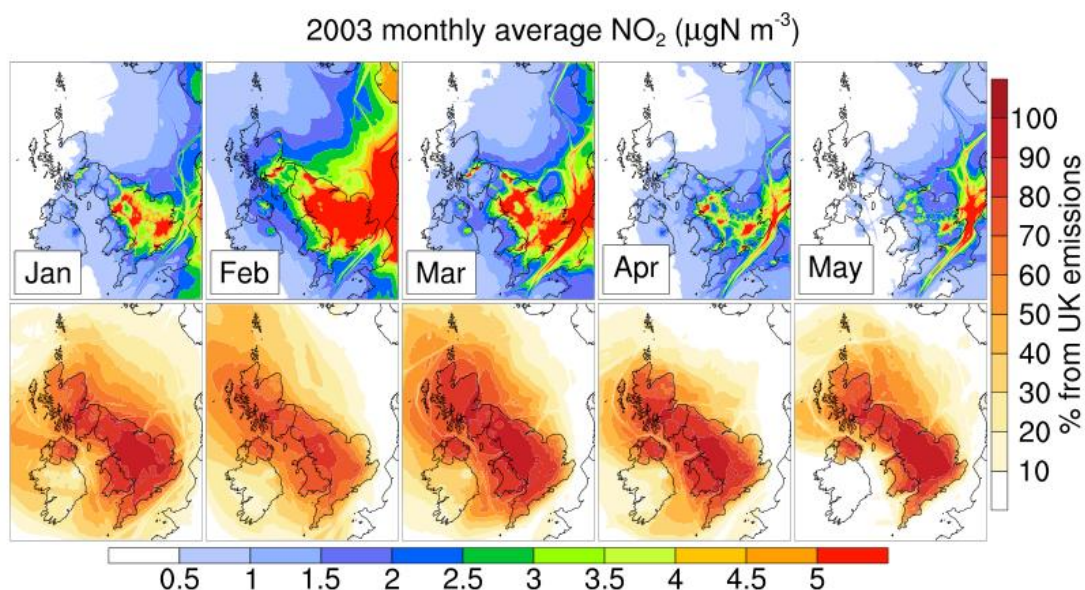 2003 monthly average NO₂ (μgN m⁻³)
Jan Feb Mar Apr May
100
90
80
70
60
50
40
30
20
10
% from UK emissions
0.5 1 1.5 2 2.5 3 3.5 4 4.5 5